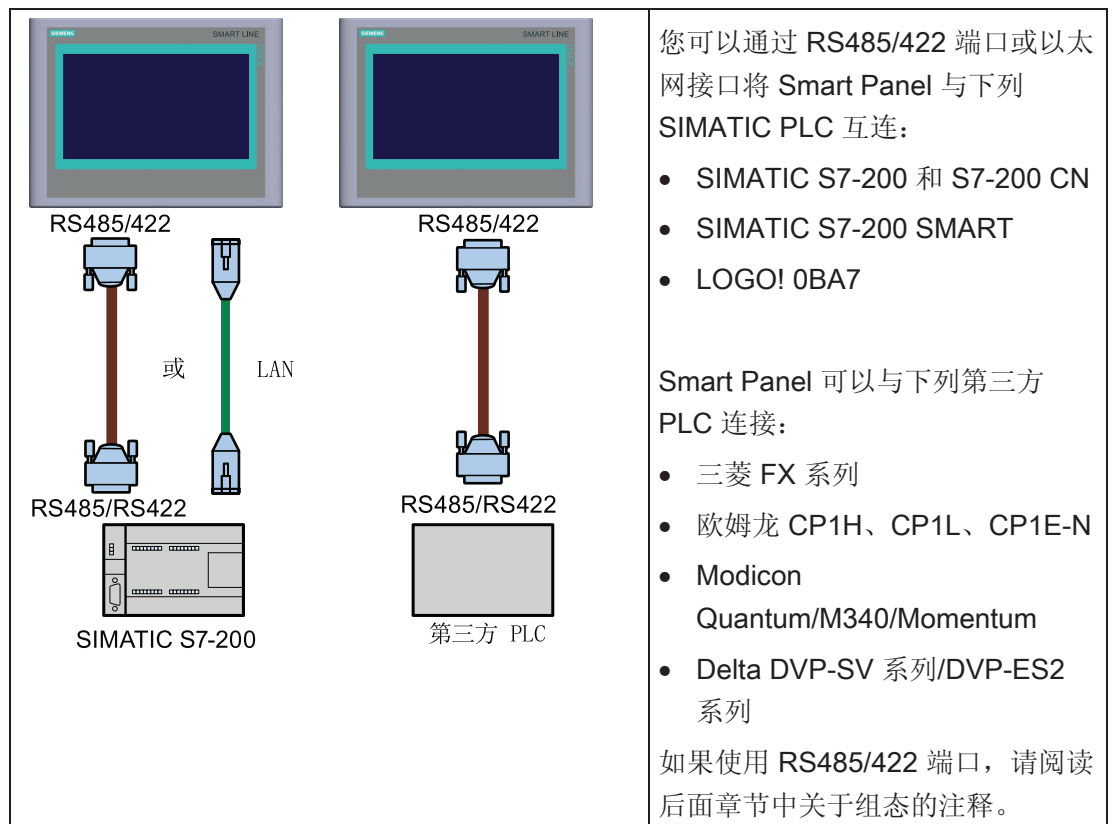 SIEMENS
SMART LINE
SIEMENS
SMART LINE
RS485/422
RS485/422
或
LAN
RS485/RS422
RS485/RS422
SIMATIC S7-200
第三方 PLC
您可以通过 RS485/422 端口或以太
网接口将 Smart Panel 与下列
SIMATIC PLC 互连：
• SIMATIC S7-200 和 S7-200 CN
• SIMATIC S7-200 SMART
• LOGO! 0BA7
Smart Panel 可以与下列第三方
PLC 连接：
• 三菱 FX 系列
• 欧姆龙 CP1H、CP1L、CP1E-N
• Modicon
Quantum/M340/Momentum
• Delta DVP-SV 系列/DVP-ES2
系列
如果使用 RS485/422 端口，请阅读
后面章节中关于组态的注释。